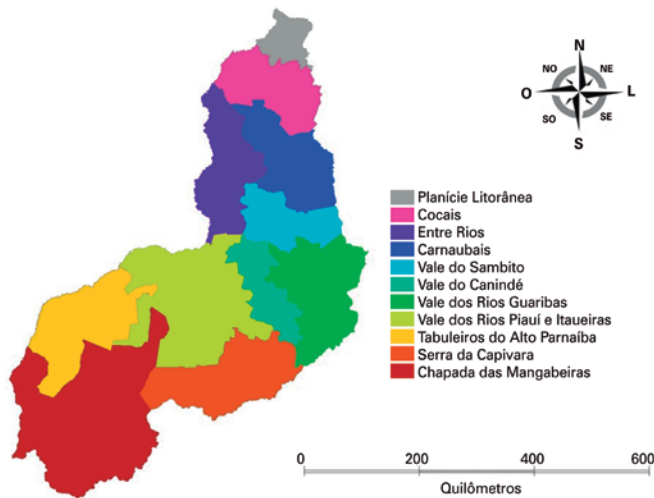 N
NO NE
O L
SO SE
S
Planície Litorânea
Cocais
Entre Rios
Carnaubais
Vale do Sambito
Vale do Canindé
Vale dos Rios Guaribas
Vale dos Rios Piauí e Itaueiras
Tabuleiros do Alto Parnaíba
Serra da Capivara
Chapada das Mangabeiras
0 200 400 600
Quilômetros